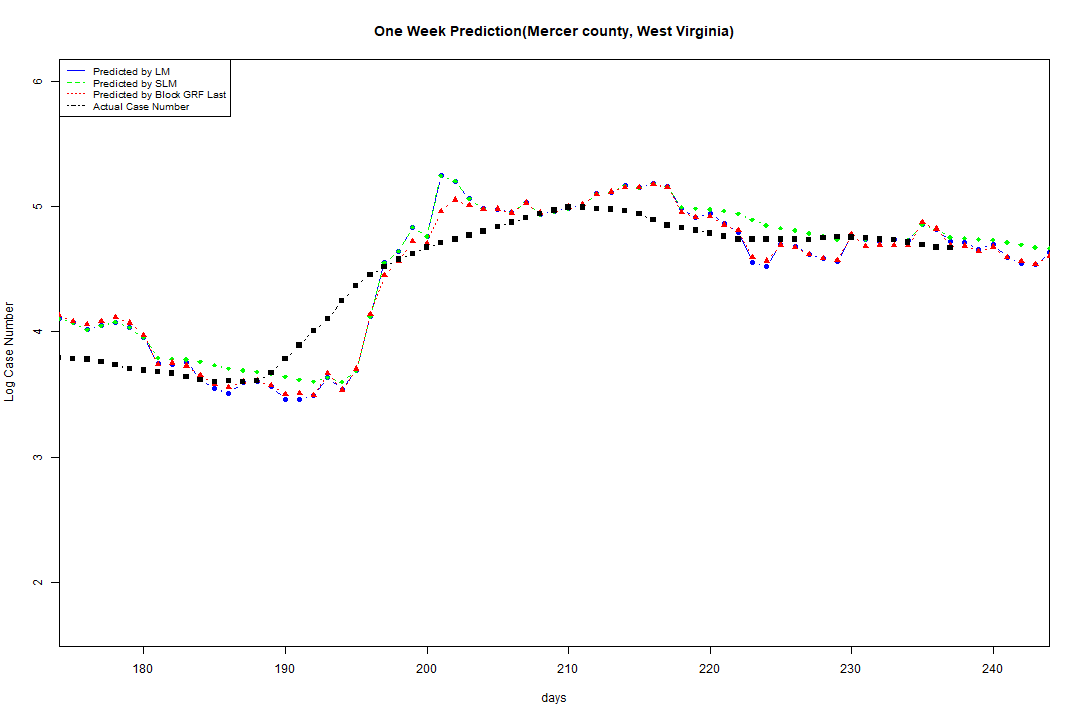 One Week Prediction(Mercer county, West Virginia)
Predicted by LM
Predicted by SLM
Predicted by Block GRF Last
Actual Case Number
6
5
4
3
2
Log Case Number
180 190 200 210 220 230 240
days